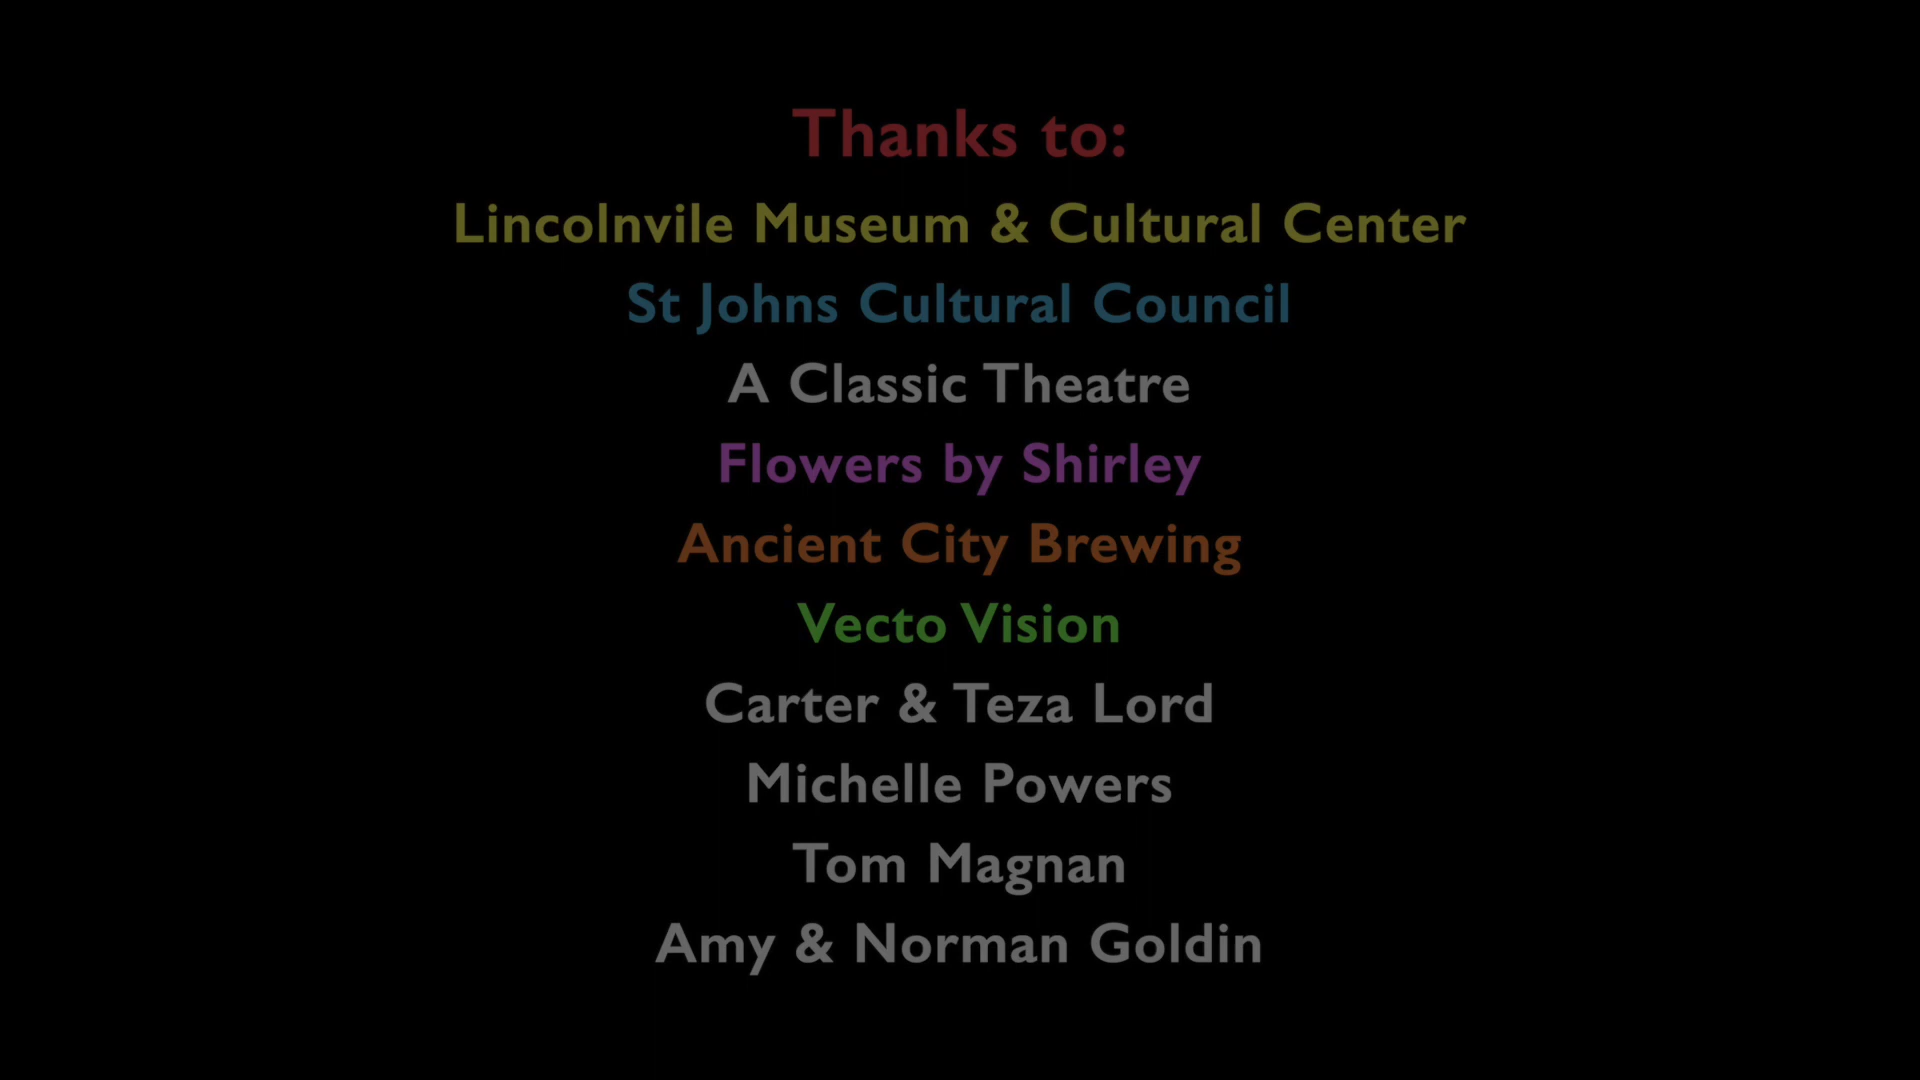 Thanks to:
Lincolnvile Museum & Cultural Center
St Johns Cultural Council
A Classic Theatre
Flowers by Shirley
Ancient City Brewing
Vecto Vision
Carter & Teza Lord
Michelle Powers
Tom Magnan
Amy & Norman Goldin